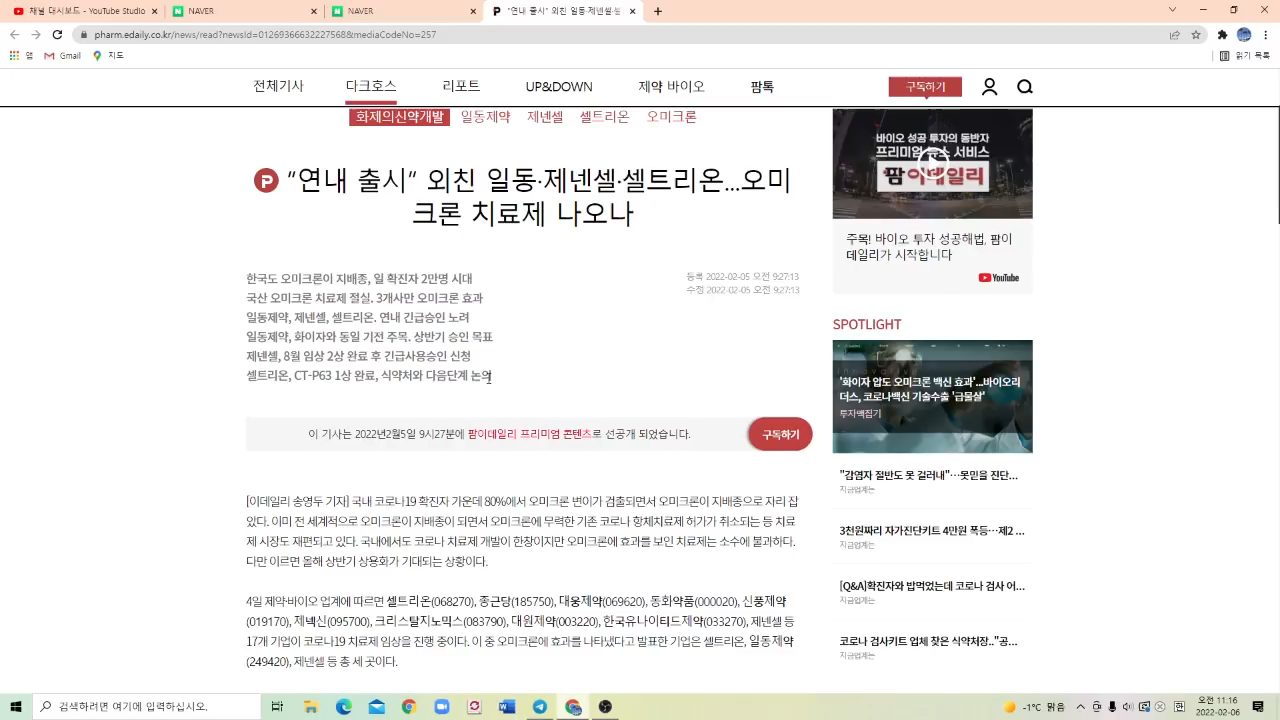 채널 대시보드 - YouTube Studio
NAVER
NAVER
"연내 출시" 외친 일동·제넨셀·셀
pharm.edaily.co.kr/news/read?newsId=01269366632227568&mediaCodeNo=257
앱
Gmail
지도
읽기 목록
전체기사
다크호스
리포트
UP&DOWN
제약 바이오
팜톡
구독하기
화제의신약개발
일동제약
제넨셀
셀트리온
오미크론
"연내 출시" 외친 일동·제넨셀·셀트리온...오미
크론 치료제 나오나
한국도 오미크론이 지배종, 일 확진자 2만명 시대
국산 오미크론 치료제 절실. 3개사만 오미크론 효과
일동제약, 제넨셀, 셀트리온. 연내 긴급승인 노려
일동제약, 화이자와 동일 기전 주목. 상반기 승인 목표
제넨셀, 8월 임상 2상 완료 후 긴급사용승인 신청
셀트리온, CT-P63 1상 완료, 식약처와 다음단계 논의
등록 2022-02-05 오전 9:27:13
수정 2022-02-05 오전 9:27:13
이 기사는 2022년2월5일 9시27분에 팜이데일리 프리미엄 콘텐츠로 선공개 되었습니다.
구독하기
[이데일리 송영두 기자] 국내 코로나19 확진자 가운데 80%에서 오미크론 변이가 검출되면서 오미크론이 지배종으로 자리 잡
았다. 이미 전 세계적으로 오미크론이 지배종이 되면서 오미크론에 무력한 기존 코로나 항체치료제 허가가 취소되는 등 치료
제 시장도 재편되고 있다. 국내에서도 코로나 치료제 개발이 한창이지만 오미크론에 효과를 보인 치료제는 소수에 불과하다.
다만 이르면 올해 상반기 상용화가 기대되는 상황이다.
4일 제약·바이오 업계에 따르면 셀트리온(068270), 종근당(185750), 대웅제약(069620), 동화약품(000020), 신풍제약
(019170), 제넥신(095700), 크리스탈지노믹스(083790), 대원제약(003220), 한국유나이티드제약(033270), 제넨셀 등
17개 기업이 코로나19 치료제 임상을 진행 중이다. 이 중 오미크론에 효과를 나타냈다고 발표한 기업은 셀트리온, 일동제약
(249420), 제넨셀 등 총 세 곳이다.
바이오 성공 투자의 동반자
프리미엄 뉴스 서비스
팜이데일리
주목! 바이오 투자 성공해법, 팜이
데일리가 시작합니다
YouTube
SPOTLIGHT
'화이자 압도 오미크론 백신 효과'...바이오리
더스, 코로나백신 기술수출 '급물살'
투자맥집기
"감염자 절반도 못 걸러내"…못믿을 진단...
지금업계는
3천원짜리 자가진단키트 4만원 폭등…제2 ...
지금업계는
[Q&A]확진자와 밥먹었는데 코로나 검사 어...
지금업계는
코로나 검사키트 업체 찾은 식약처장.."공...
지금업계는
검색하려면 여기에 입력하십시오.
-1°C 맑음
한
오전 11:16
2022-02-06